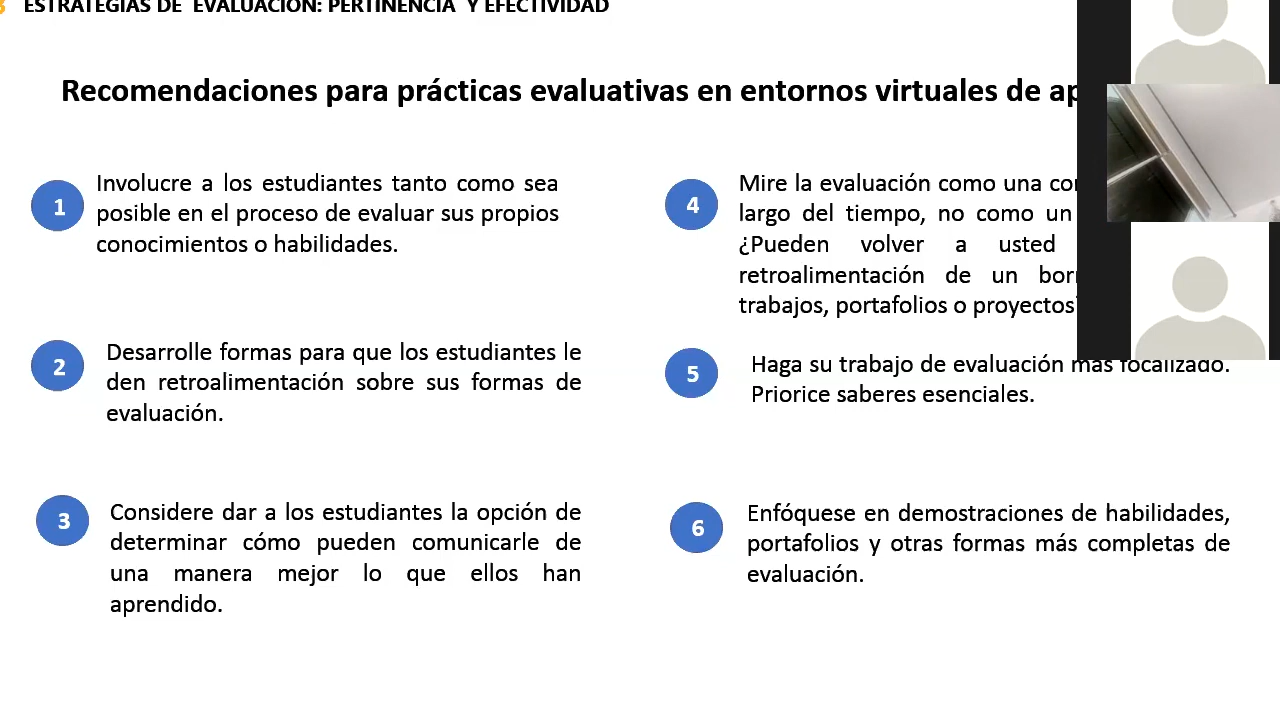 ESTRATEGIAS DE EVALUACIÓN: PERTINENCIA Y EFECTIVIDAD
Recomendaciones para prácticas evaluativas en entornos virtuales de
1
Involucre a los estudiantes tanto como sea
posible en el proceso de evaluar sus propios
conocimientos o habilidades.
2
Desarrolle formas para que los estudiantes le
den retroalimentación sobre sus formas de
evaluación.
3
Considere dar a los estudiantes la opción de
determinar cómo pueden comunicarle de
una manera mejor lo que ellos han
aprendido.
4
Mire la evaluación como una
largo del tiempo, no como un
¿Pueden volver a usted
retroalimentación de un
trabajos, portafolios o proyectos
5
Haga su trabajo de evaluación más focalizado.
Priorice saberes esenciales.
6
Enfóquese en demostraciones de habilidades,
portafolios y otras formas más completas de
evaluación.